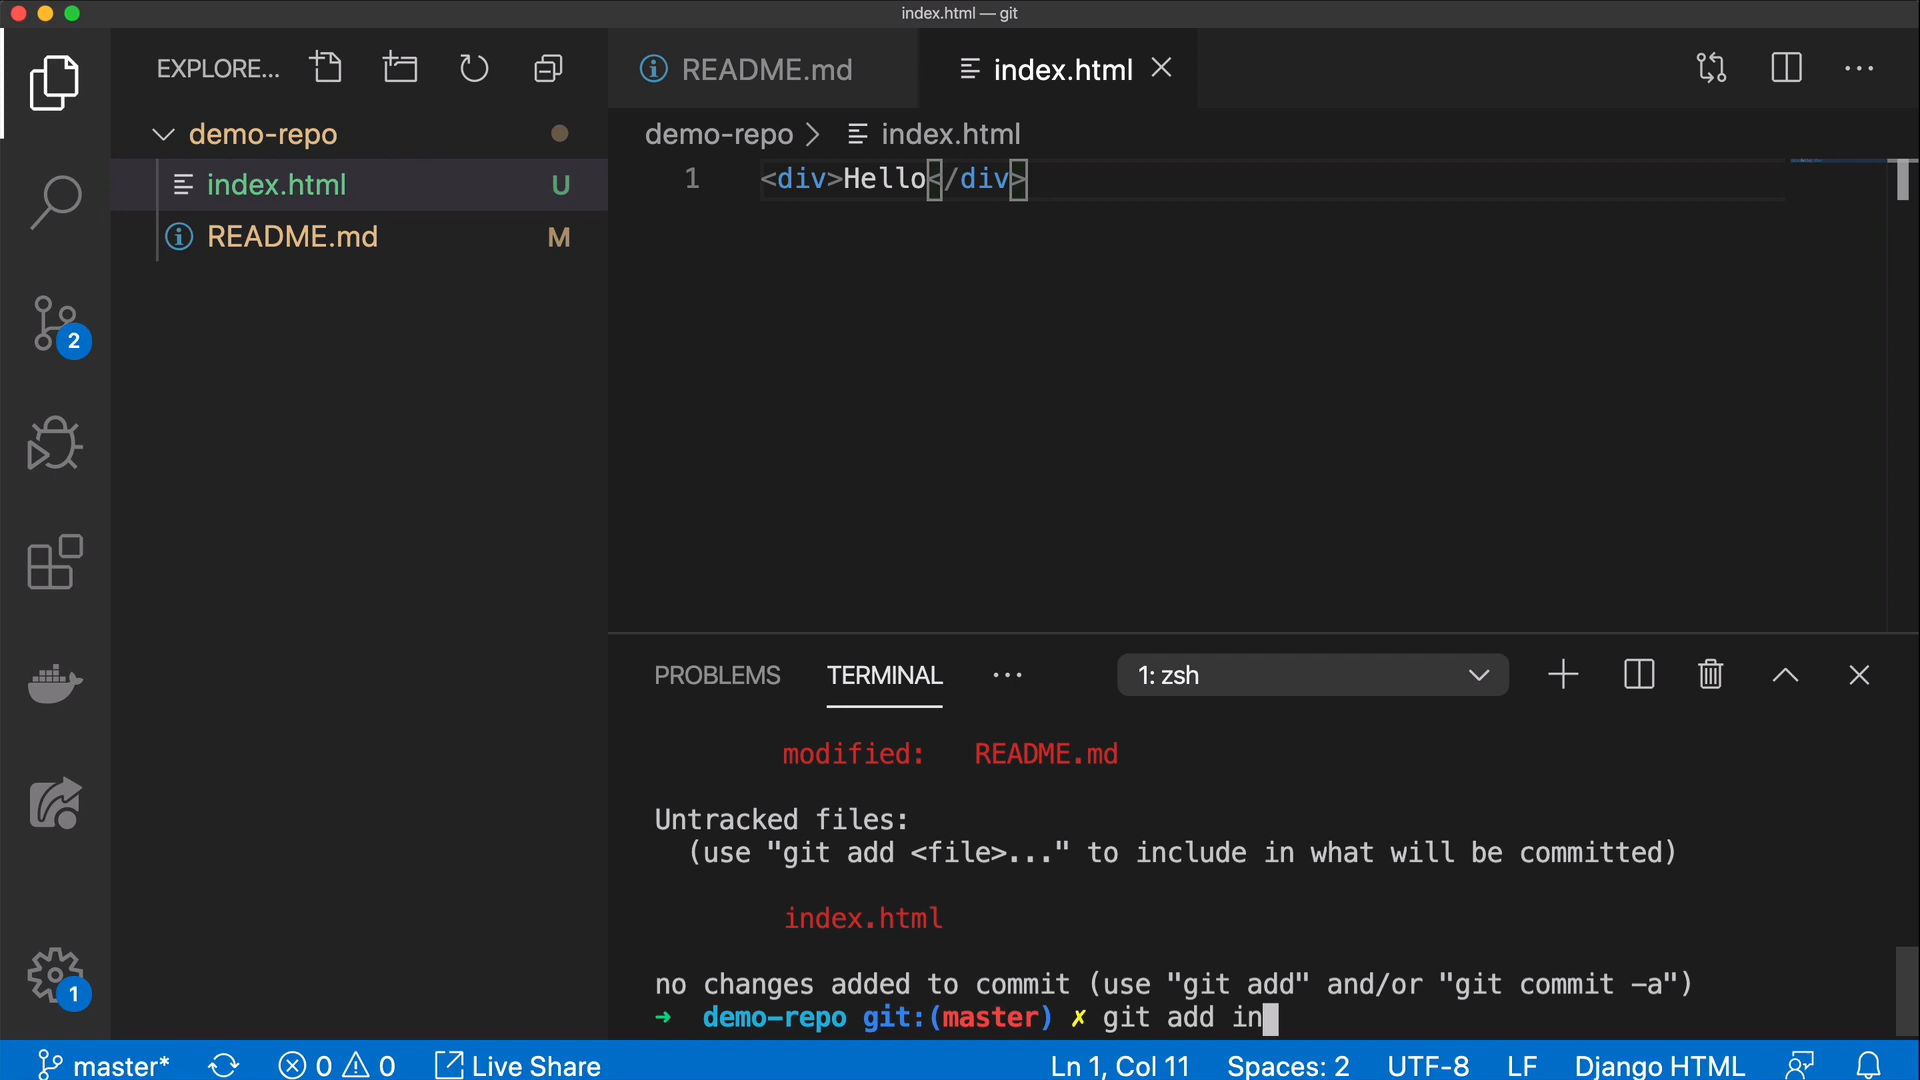 index.html — git
EXPLORE...
README.md
index.html
demo-repo
demo-repo > index.html
index.html U
README.md M
1 <div>Hello</div>
2
PROBLEMS TERMINAL ··· 1: zsh
modified: README.md
Untracked files:
(use "git add <file>..." to include in what will be committed)
index.html
no changes added to commit (use "git add" and/or "git commit -a")
→ demo-repo git:(master) ✗ git add in
1
master* 0 0 Live Share Ln 1, Col 11 Spaces: 2 UTF-8 LF Django HTML